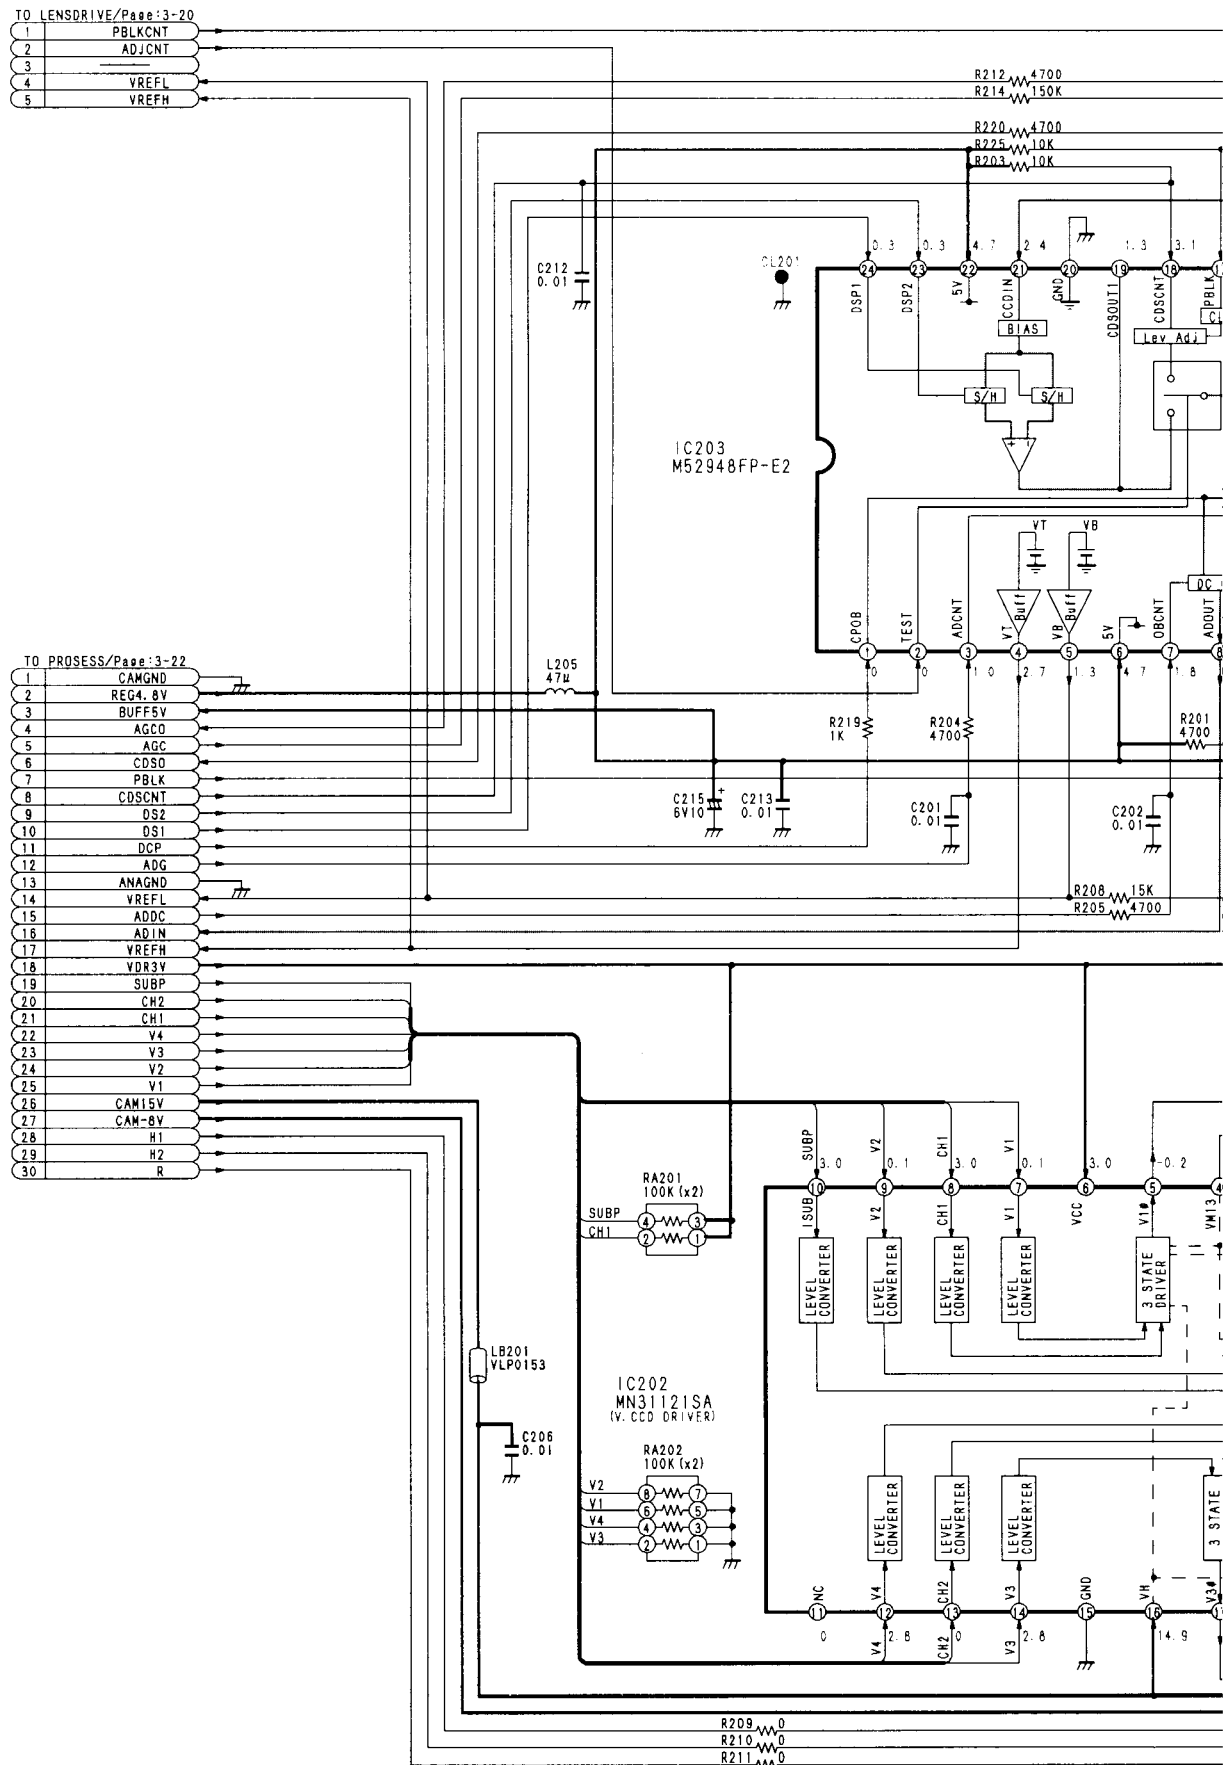 TO LENSDRIVE/Page:3-20
1 PBLKCNT
2 ADJCNT
3
4 VREFL
5 VREFH
R212 4700
R214 150K
R220 4700
R225 10K
R203 10K
0.3 0.3 4.7 2.4 1.3 3.1
C212
0.01
CL201
24 23 22 21 20 19 18
DSP1 DSP2 5V CCDIN GND CDSOUT1 CDSCNT PBLK
BIAS
Lev Adj
S/H S/H
+ -
IC203
M52948FP-E2
VT VB
Buff Buff
DC
CPOB TEST ADCNT VT VB 5V OBCNT ADOUT
1 2 3 4 5 6 7 8
0 0 1.0 2.7 1.3 4.7 1.8
TO PROSESS/Page:3-22
1 CAMGND
2 REG4.8V
3 BUFF5V
4 AGCO
5 AGC
6 CDSO
7 PBLK
8 CDSCNT
9 DS2
10 DS1
11 DCP
12 ADG
13 ANAGND
14 VREFL
15 ADDC
16 ADIN
17 VREFH
18 VDR3V
19 SUBP
20 CH2
21 CH1
22 V4
23 V3
24 V2
25 V1
26 CAM15V
27 CAM-8V
28 H1
29 H2
30 R
L205
47μ
R219
1K
R204
4700
R201
4700
C215
6V10
+
C213
0.01
C201
0.01
C202
0.01
R208 15K
R205 4700
SUBP V2 CH1 V1
3.0 0.1 3.0 0.1 3.0 -0.2
10 9 8 7 6 5 4
ISUB V2 CH1 V1 VCC V1Ø VM13
RA201
100K(x2)
SUBP 4 3
CH1 2 1
LEVEL CONVERTER
LEVEL CONVERTER
LEVEL CONVERTER
LEVEL CONVERTER
3 STATE DRIVER
LB201
VLP0153
IC202
MN31121SA
(V.CCD DRIVER)
C206
0.01
RA202
100K(x2)
V2 8 7
V1 6 5
V4 4 3
V3 2 1
LEVEL CONVERTER
LEVEL CONVERTER
LEVEL CONVERTER
3 STATE
NC V4 CH2 V3 GND VH V3Ø
11 12 13 14 15 16
0 2.8 0 2.8 14.9
V4 CH2 V3
R209 0
R210 0
R211 0